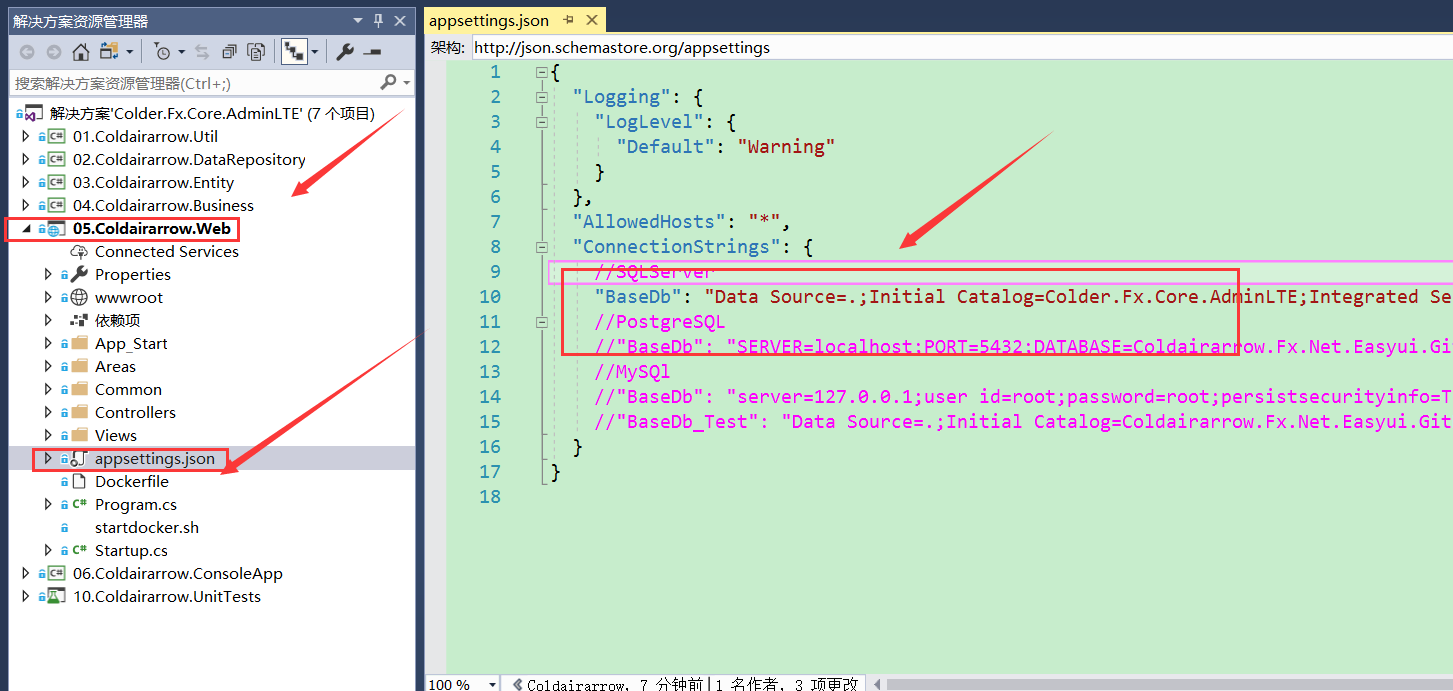 解决方案资源管理器
搜索解决方案资源管理器(Ctrl+;)
解决方案'Colder.Fx.Core.AdminLTE' (7 个项目)
01.Coldairarrow.Util
02.Coldairarrow.DataRepository
03.Coldairarrow.Entity
04.Coldairarrow.Business
05.Coldairarrow.Web
Connected Services
Properties
wwwroot
依赖项
App_Start
Areas
Common
Controllers
Views
appsettings.json
Dockerfile
Program.cs
startdocker.sh
Startup.cs
06.Coldairarrow.ConsoleApp
10.Coldairarrow.UnitTests
appsettings.json
架构: http://json.schemastore.org/appsettings
1 {
2 "Logging": {
3 "LogLevel": {
4 "Default": "Warning"
5 }
6 },
7 "AllowedHosts": "*",
8 "ConnectionStrings": {
9 //SQLServer
10 "BaseDb": "Data Source=.;Initial Catalog=Colder.Fx.Core.AdminLTE;Integrated Se
11 //PostgreSQL
12 //"BaseDb": "SERVER=localhost;PORT=5432;DATABASE=Coldairarrow.Fx.Net.Easyui.Gi
13 //MySQl
14 //"BaseDb": "server=127.0.0.1;user id=root;password=root;persistsecurityinfo=T
15 //"BaseDb_Test": "Data Source=.;Initial Catalog=Coldairarrow.Fx.Net.Easyui.Git
16 }
17 }
18
100 % Coldairarrow, 7 分钟前 | 1 名作者, 3 项更改